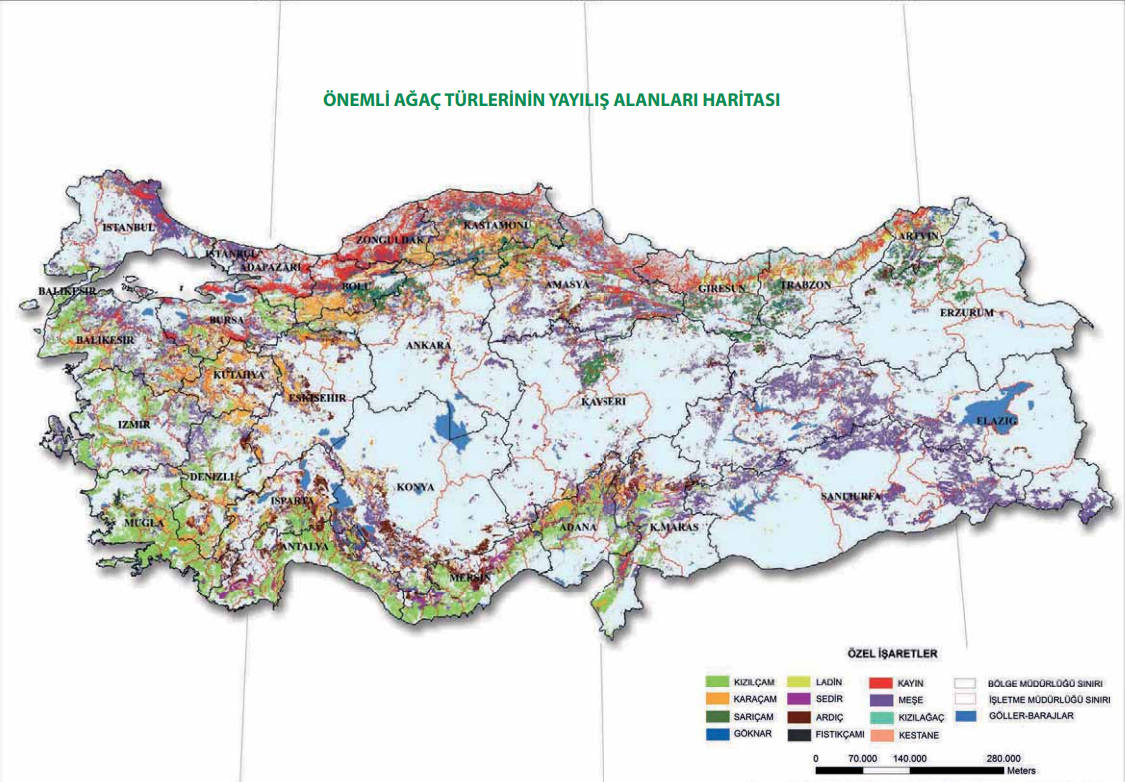 ÖNEMLİ AĞAÇ TÜRLERİNİN YAYILIŞ ALANLARI HARİTASI
İSTANBUL
KASTAMONU
ZONGULDAK
ARTVİN
İSTANBUL
ADAPAZARI
BOLU
AMASYA
GİRESUN
TRABZON
BALIKESİR
BURSA
ERZURUM
BALIKESİR
ANKARA
KÜTAHYA
ESKİŞEHİR
KAYSERİ
İZMİR
ELAZIĞ
DENİZLİ
KONYA
ISPARTA
ŞANLIURFA
MUĞLA
ADANA
K.MARAS
ANTALYA
MERSİN
ÖZEL İŞARETLER
KIZILÇAM
LADİN
KAYIN
BÖLGE MÜDÜRLÜĞÜ SINIRI
KARAÇAM
SEDİR
MEŞE
İŞLETME MÜDÜRLÜĞÜ SINIRI
SARIÇAM
ARDIÇ
KIZILAĞAÇ
GÖLLER-BARAJLAR
GÖKNAR
FISTIKÇAMI
KESTANE
0 70.000 140.000 280.000
Meters